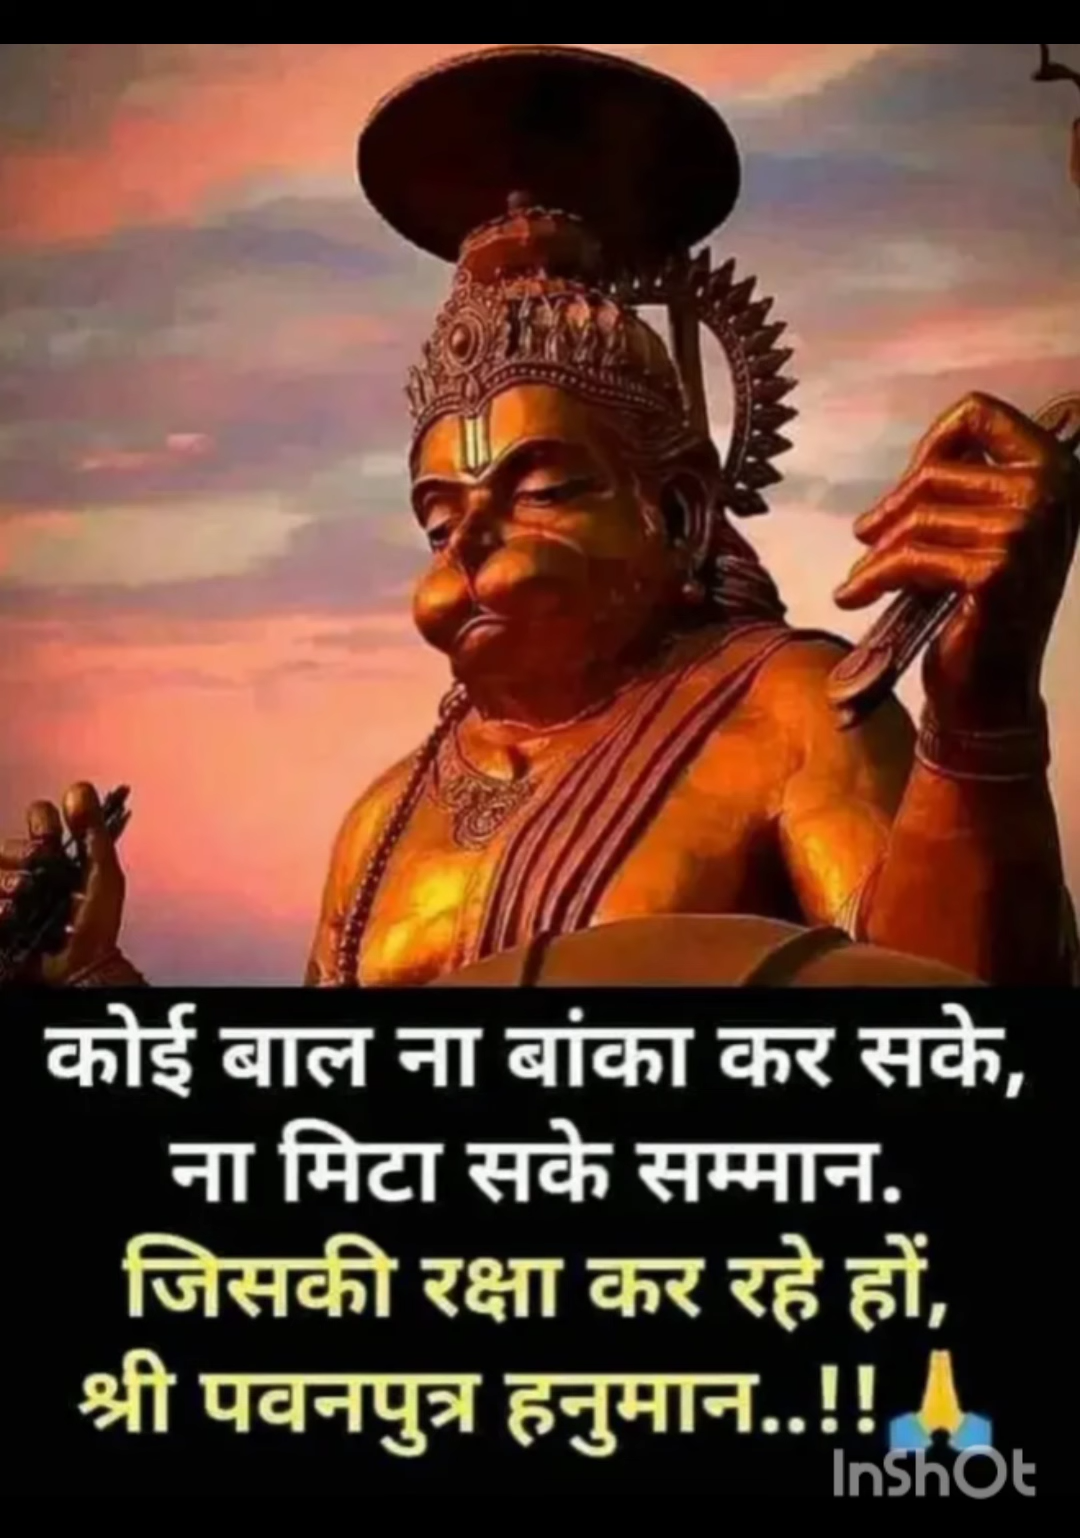 कोई बाल ना बांका कर सके,
ना मिटा सके सम्मान.
जिसकी रक्षा कर रहे हों,
श्री पवनपुत्र हनुमान..!!🙏
InShOt